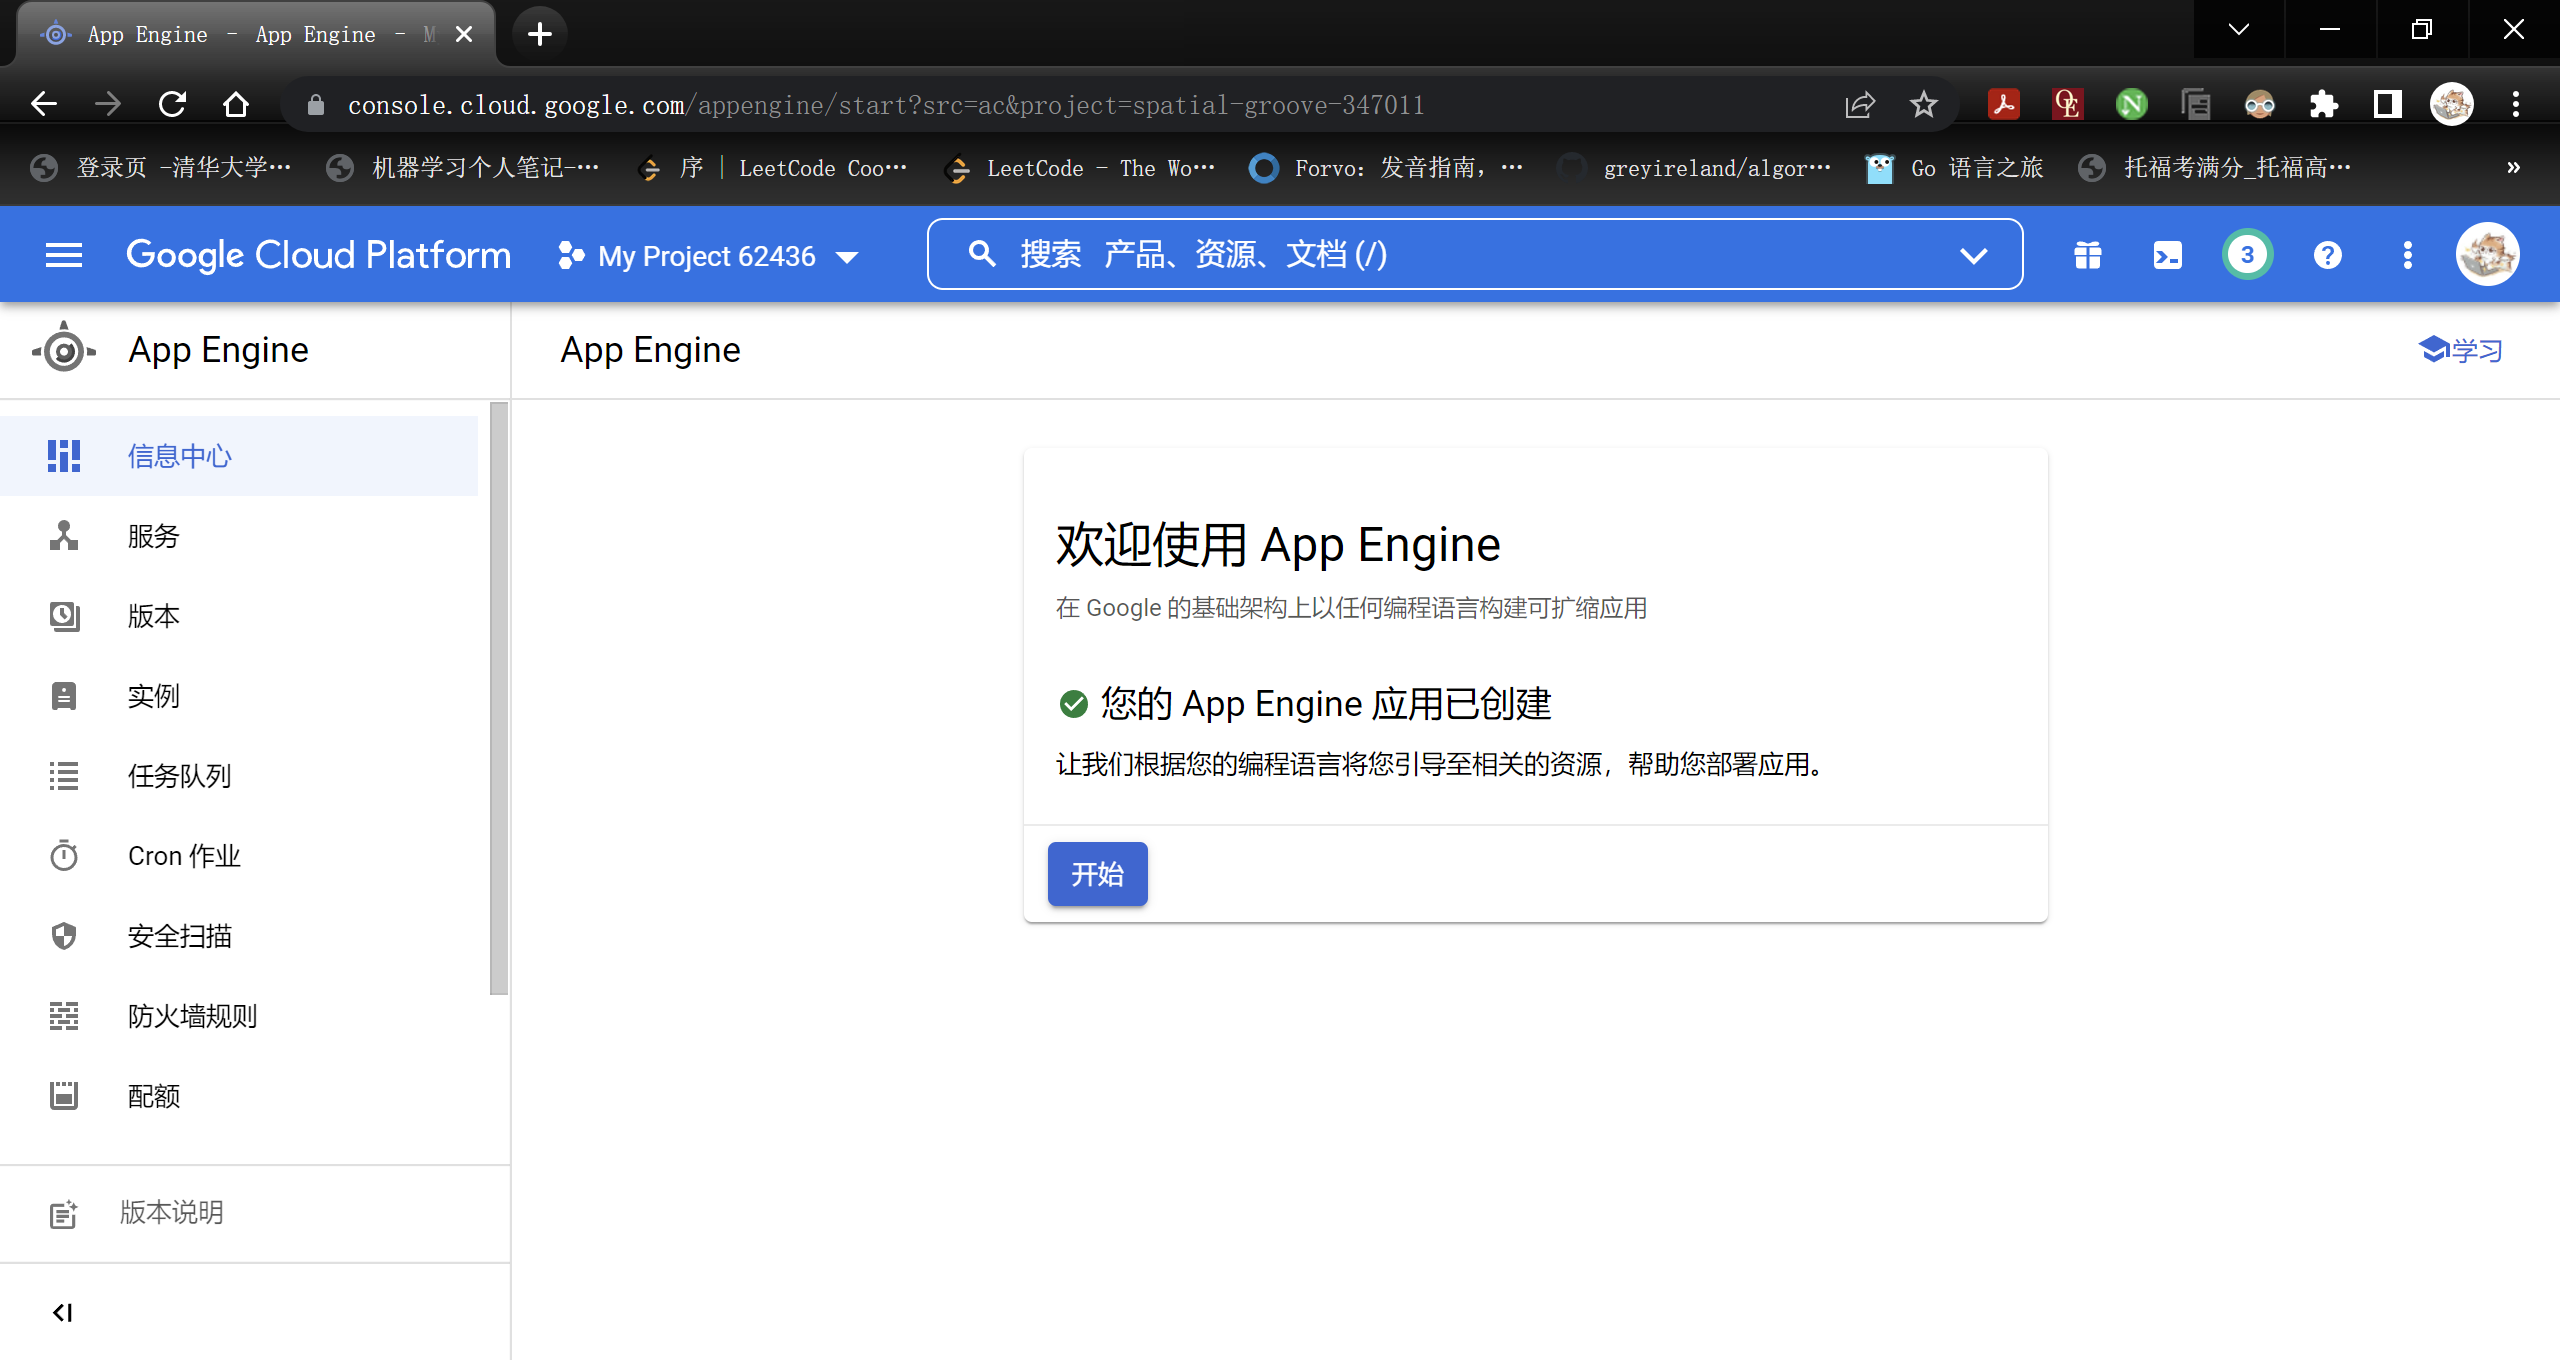 App Engine - App Engine - M
console.cloud.google.com/appengine/start?src=ac&project=spatial-groove-347011
登录页 -清华大学…
机器学习个人笔记-…
序 | LeetCode Coo…
LeetCode - The Wo…
Forvo: 发音指南, …
greyireland/algor…
Go 语言之旅
托福考满分_托福高…
»
Google Cloud Platform
My Project 62436
搜索 产品、资源、文档 (/)
3
App Engine
App Engine
学习
信息中心
服务
版本
实例
任务队列
Cron 作业
安全扫描
防火墙规则
配额
版本说明
欢迎使用 App Engine
在 Google 的基础架构上以任何编程语言构建可扩缩应用
您的 App Engine 应用已创建
让我们根据您的编程语言将您引导至相关的资源，帮助您部署应用。
开始